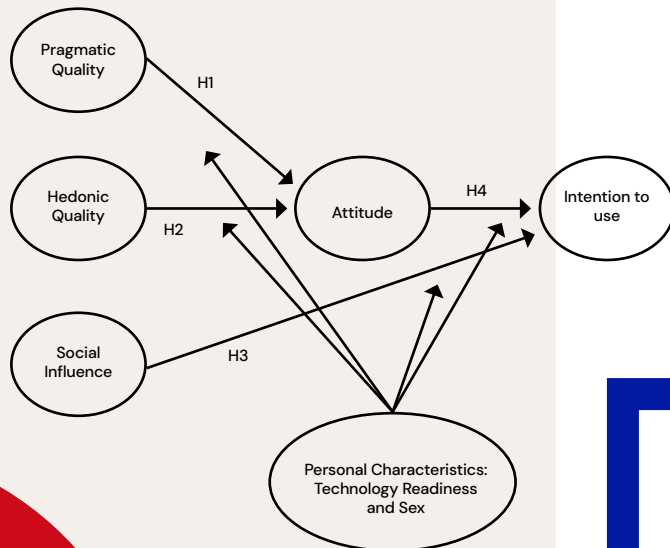 Pragmatic
Quality
H1
Hedonic
Quality
H2
Attitude
H4
Intention to
use
Social
Influence
H3
Personal Characteristics:
Technology Readiness
and Sex